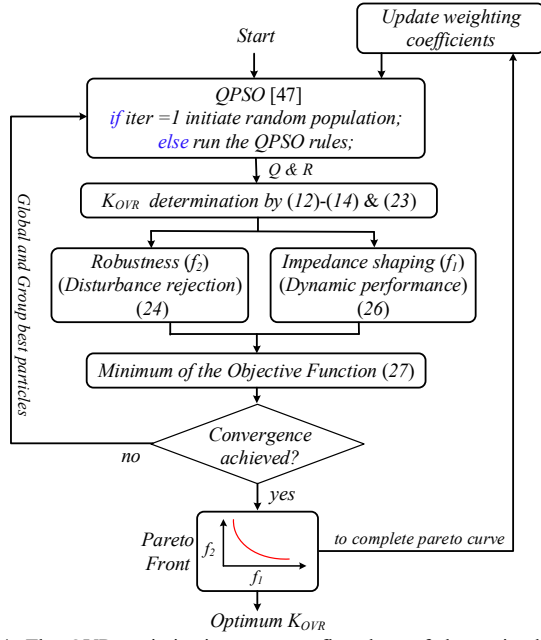 Start
Update weighting
coefficients
QPSO [47]
if iter =1 initiate random population;
else run the QPSO rules;
Q & R
K_OVR determination by (12)-(14) & (23)
Robustness (f2)
(Disturbance rejection)
(24)
Impedance shaping (f1)
(Dynamic performance)
(26)
Minimum of the Objective Function (27)
Convergence
achieved?
no
yes
Global and Group best particles
Pareto
Front
f2
f1
to complete pareto curve
Optimum K_OVR